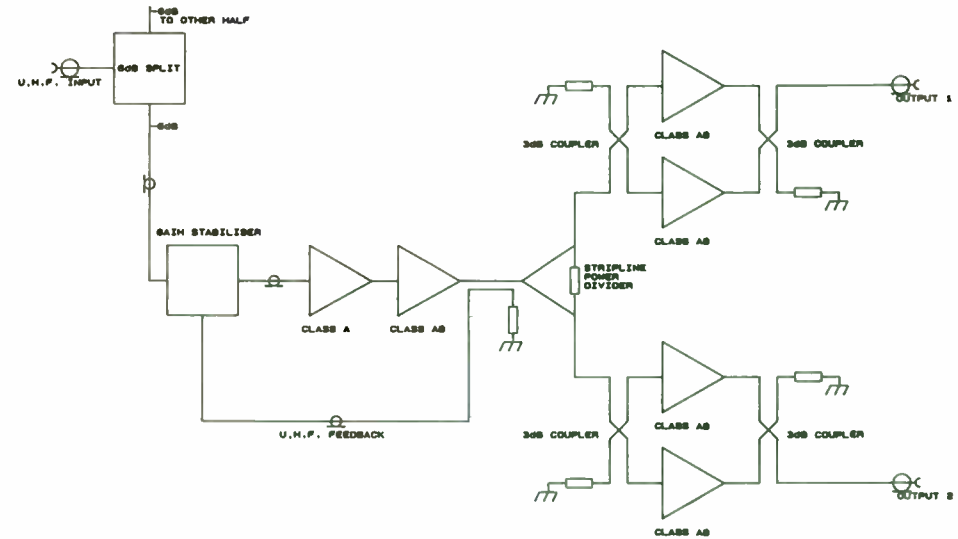 6dB
TO OTHER HALF
6dB SPLIT
U.H.F. INPUT
6dB
GAIN STABILISER
CLASS A
CLASS AB
U.H.F. FEEDBACK
STRIPLINE
POWER
DIVIDER
3dB COUPLER
CLASS AB
3dB COUPLER
OUTPUT 1
CLASS AB
3dB COUPLER
CLASS AB
3dB COUPLER
OUTPUT 2
CLASS AB